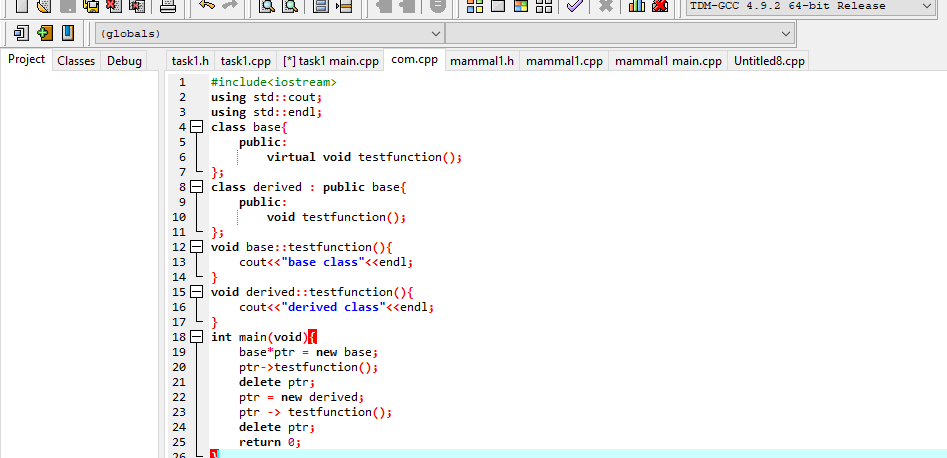 TDM-GCC 4.9.2 64-bit Release
(globals)
Project Classes Debug
task1.h task1.cpp [*] task1 main.cpp com.cpp mammal1.h mammal1.cpp mammal1 main.cpp Untitled8.cpp
1 #include<iostream>
2 using std::cout;
3 using std::endl;
4 class base{
5 public:
6 virtual void testfunction();
7 };
8 class derived : public base{
9 public:
10 void testfunction();
11 };
12 void base::testfunction(){
13 cout<<"base class"<<endl;
14 }
15 void derived::testfunction(){
16 cout<<"derived class"<<endl;
17 }
18 int main(void){
19 base*ptr = new base;
20 ptr->testfunction();
21 delete ptr;
22 ptr = new derived;
23 ptr -> testfunction();
24 delete ptr;
25 return 0;
26 }